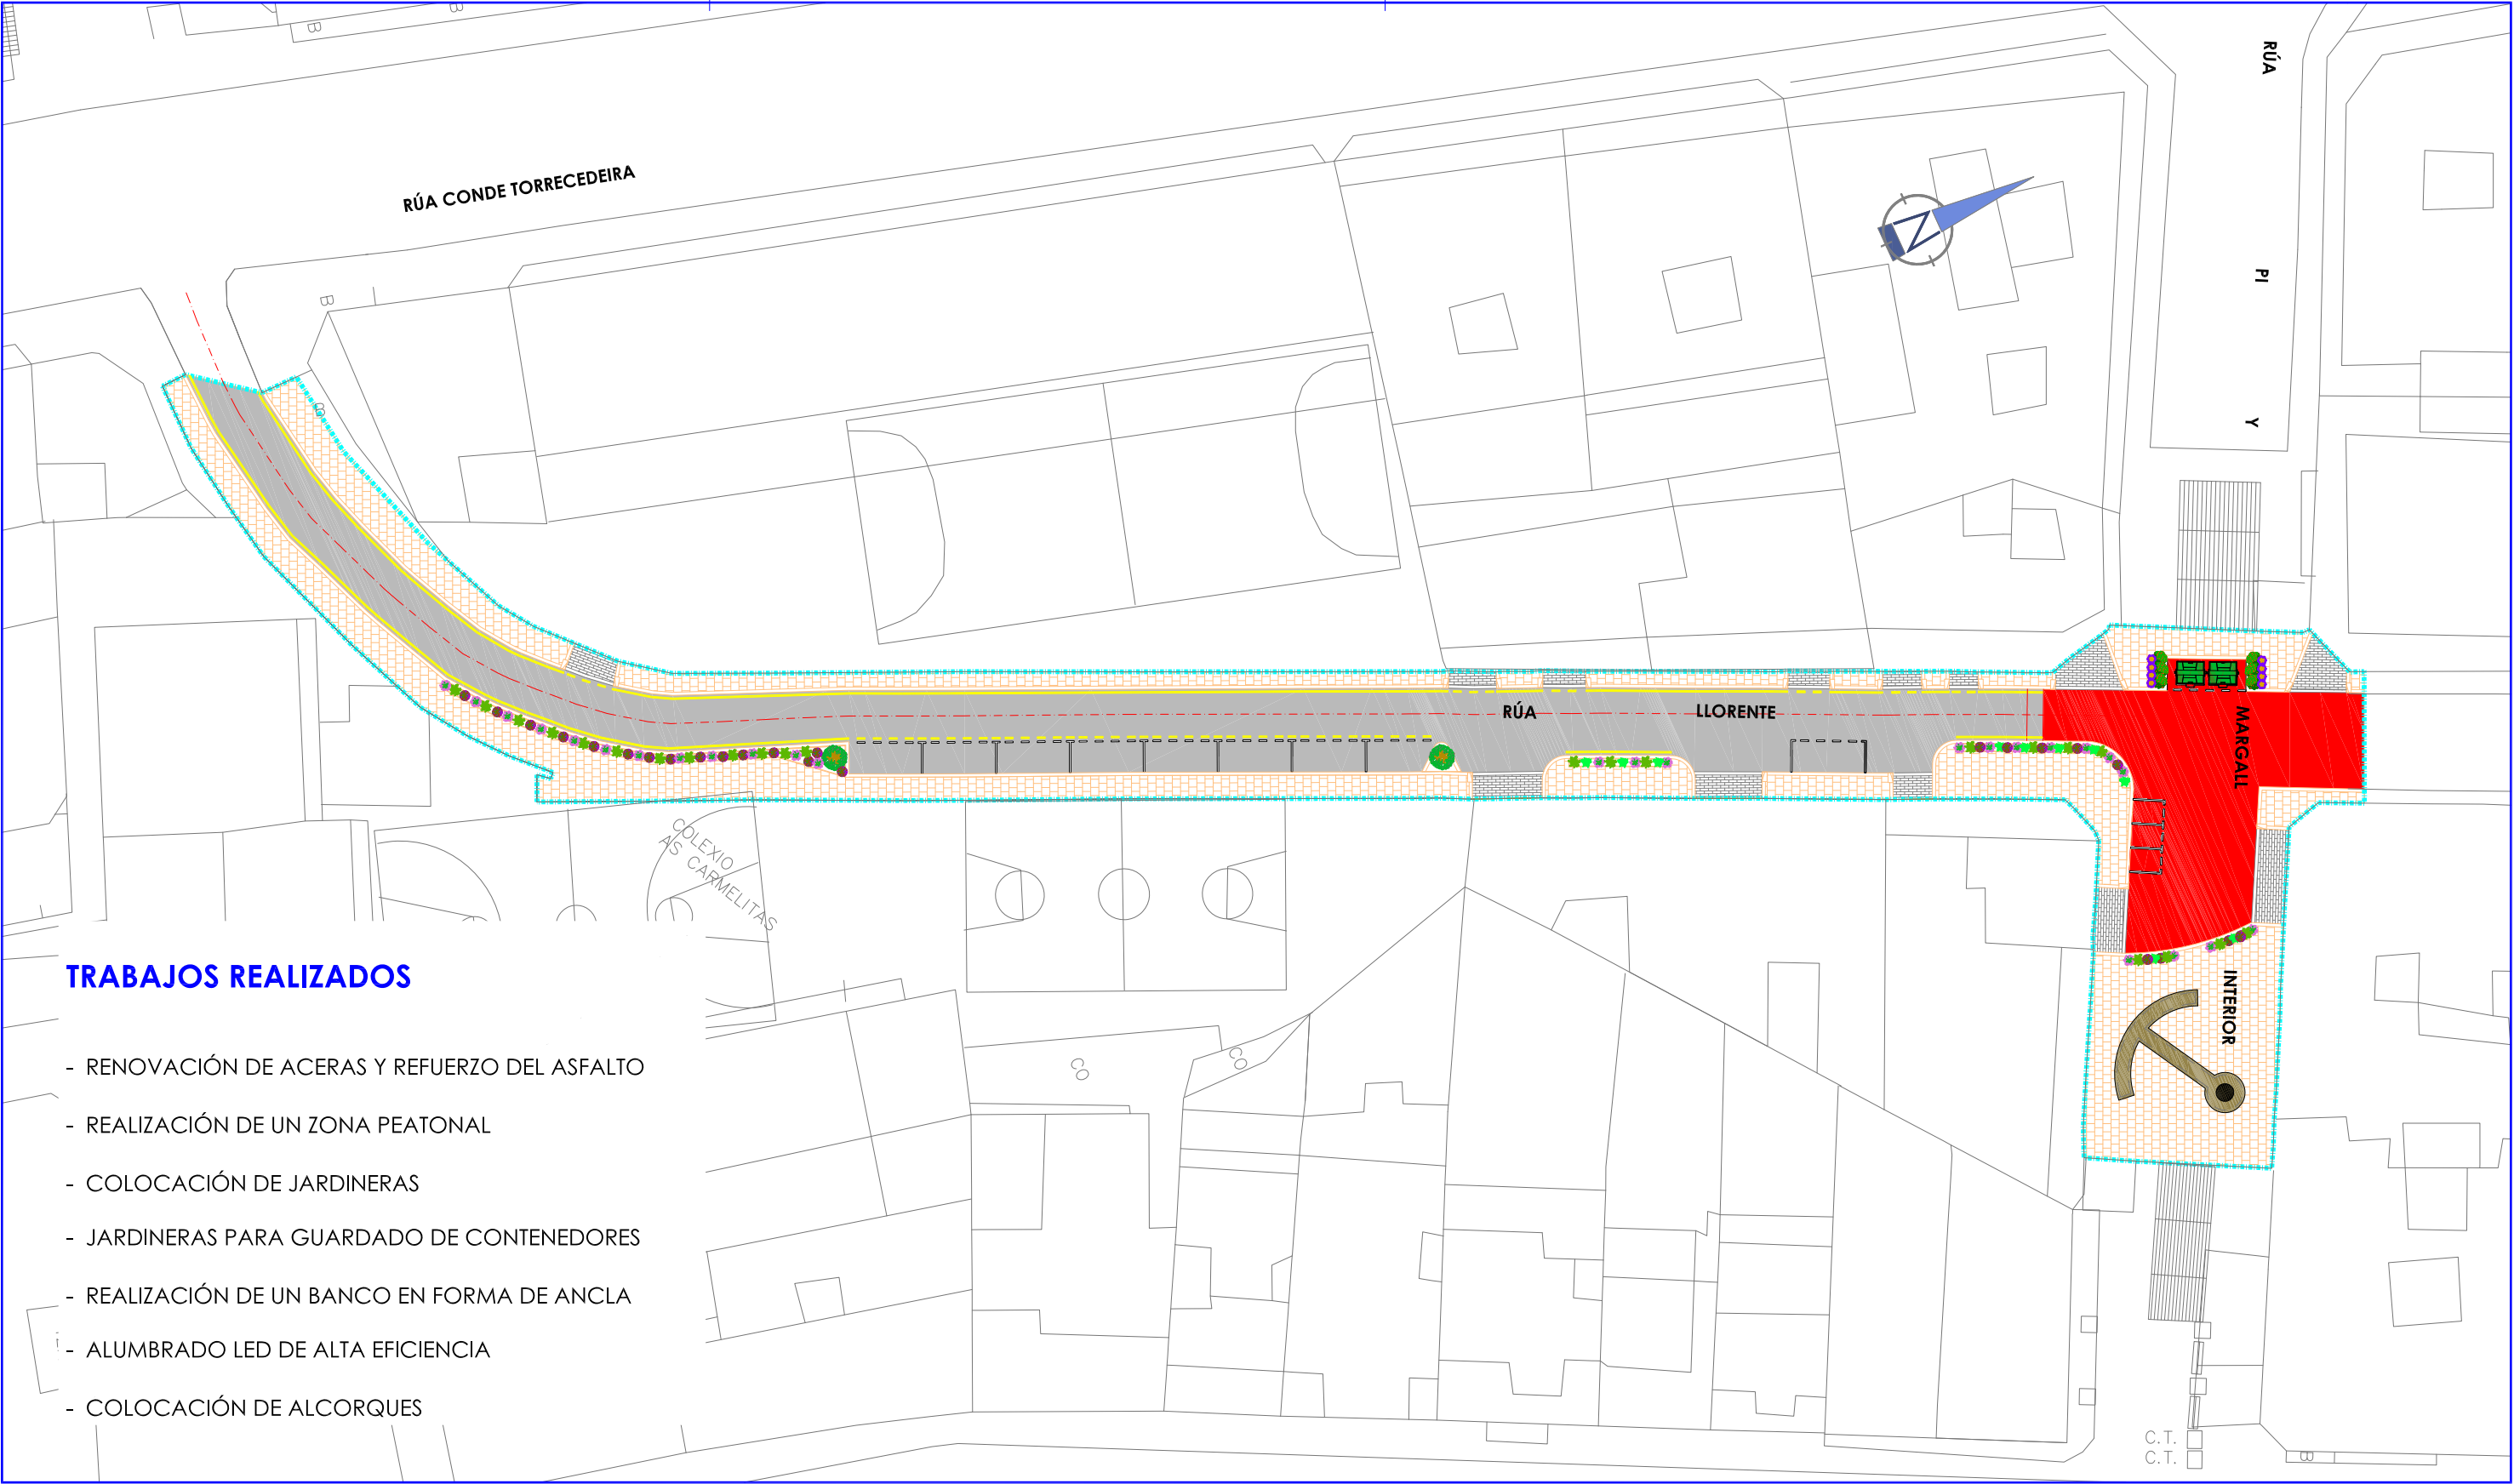 B
B
RÚA
RÚA CONDE TORRECEDEIRA
N
PI
B
B
Y
RÚA LLORENTE
MARGALL
COLEXIO
AS CARMELITAS
INTERIOR
CO
CO
TRABAJOS REALIZADOS
- RENOVACIÓN DE ACERAS Y REFUERZO DEL ASFALTO
- REALIZACIÓN DE UN ZONA PEATONAL
- COLOCACIÓN DE JARDINERAS
- JARDINERAS PARA GUARDADO DE CONTENEDORES
- REALIZACIÓN DE UN BANCO EN FORMA DE ANCLA
- ALUMBRADO LED DE ALTA EFICIENCIA
- COLOCACIÓN DE ALCORQUES
C.T.
C.T.
B